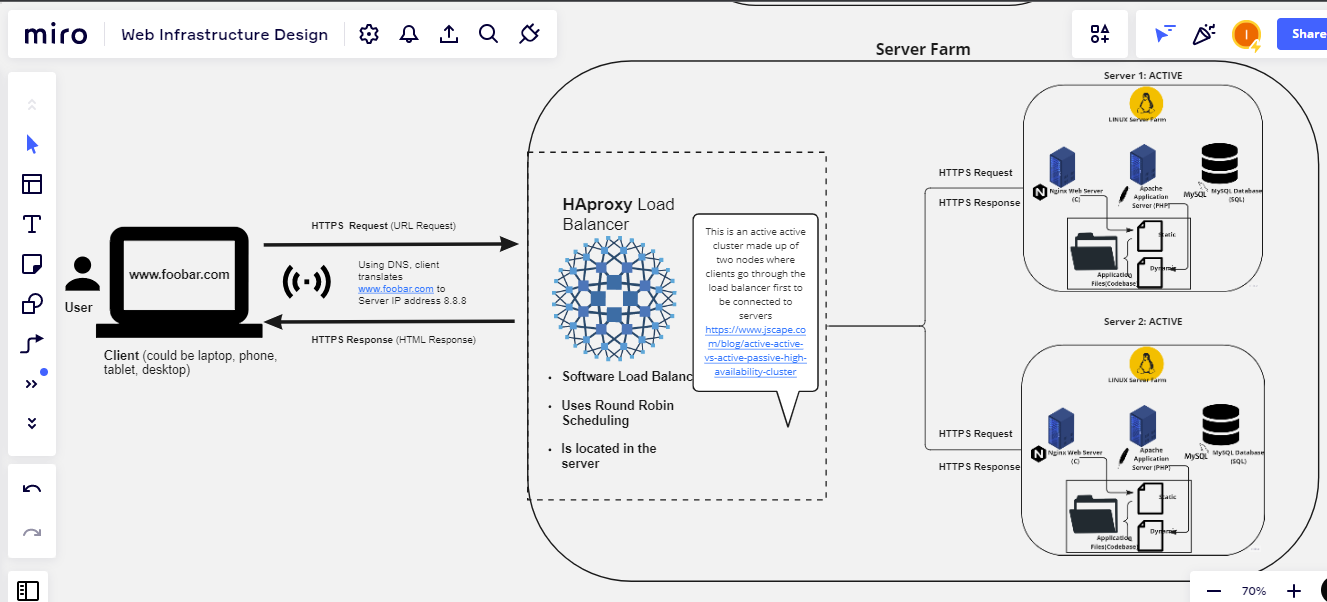 miro
Web Infrastructure Design
Share
Server Farm
Server 1: ACTIVE
LINUX Server Farm
HTTPS Request
HTTPS Response
Nginx Web Server
(C)
Apache
Application
Server (PHP)
MySQL
MySQL Database
(SQL)
Static
Dynamic
Application
Files(Codebase)
HAproxy Load
Balancer
This is an active active
cluster made up of
two nodes where
clients go through the
load balancer first to
be connected to
servers
https://www.jscape.co
m/blog/active-active-
vs-active-passive-high-
availability-cluster
• Software Load Balanc
• Uses Round Robin
Scheduling
• Is located in the
server
HTTPS Request (URL Request)
Using DNS, client
translates
www.foobar.com to
Server IP address 8.8.8
HTTPS Response (HTML Response)
www.foobar.com
User
Client (could be laptop, phone,
tablet, desktop)
Server 2: ACTIVE
LINUX Server Farm
HTTPS Request
HTTPS Response
Nginx Web Server
(C)
Apache
Application
Server (PHP)
MySQL
MySQL Database
(SQL)
Static
Dynamic
Application
Files(Codebase)
70%